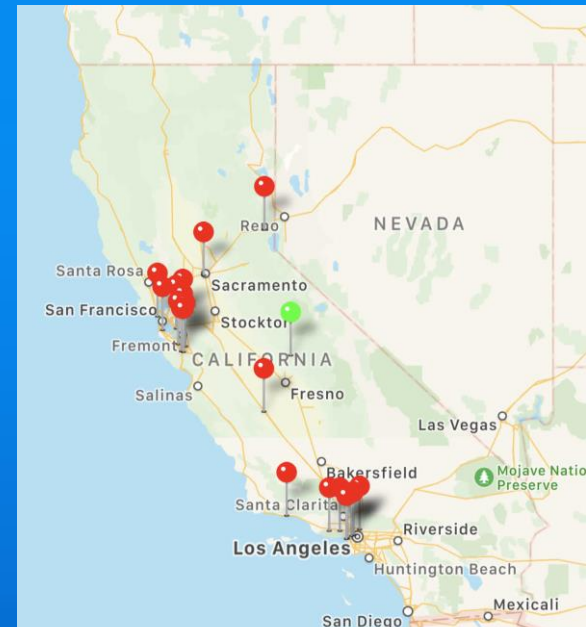 Reno
NEVADA
Santa Rosa
Sacramento
San Francisco
Stockton
Fremont
CALIFORNIA
Salinas
Fresno
Las Vegas
Bakersfield
Mojave Natio
Preserve
Santa Clarita
Riverside
Los Angeles
Huntington Beach
Mexicali
San Diego